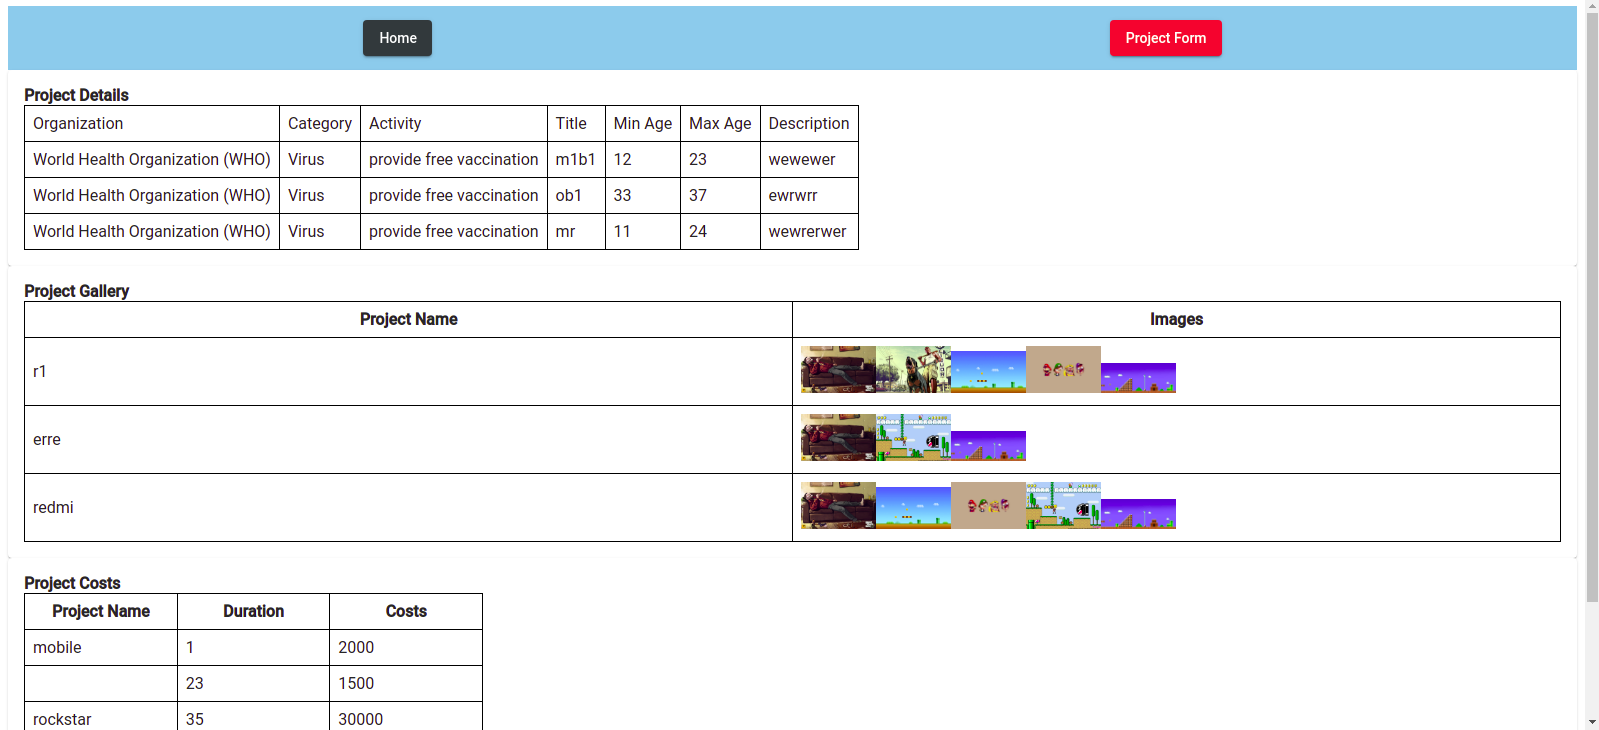 Home Project Form
Project Details
Organization Category Activity Title Min Age Max Age Description
World Health Organization (WHO) Virus provide free vaccination m1b1 12 23 wewewer
World Health Organization (WHO) Virus provide free vaccination ob1 33 37 ewrwrr
World Health Organization (WHO) Virus provide free vaccination mr 11 24 wewrerwer
Project Gallery
Project Name Images
r1
erre
redmi
Project Costs
Project Name Duration Costs
mobile 1 2000
23 1500
rockstar 35 30000